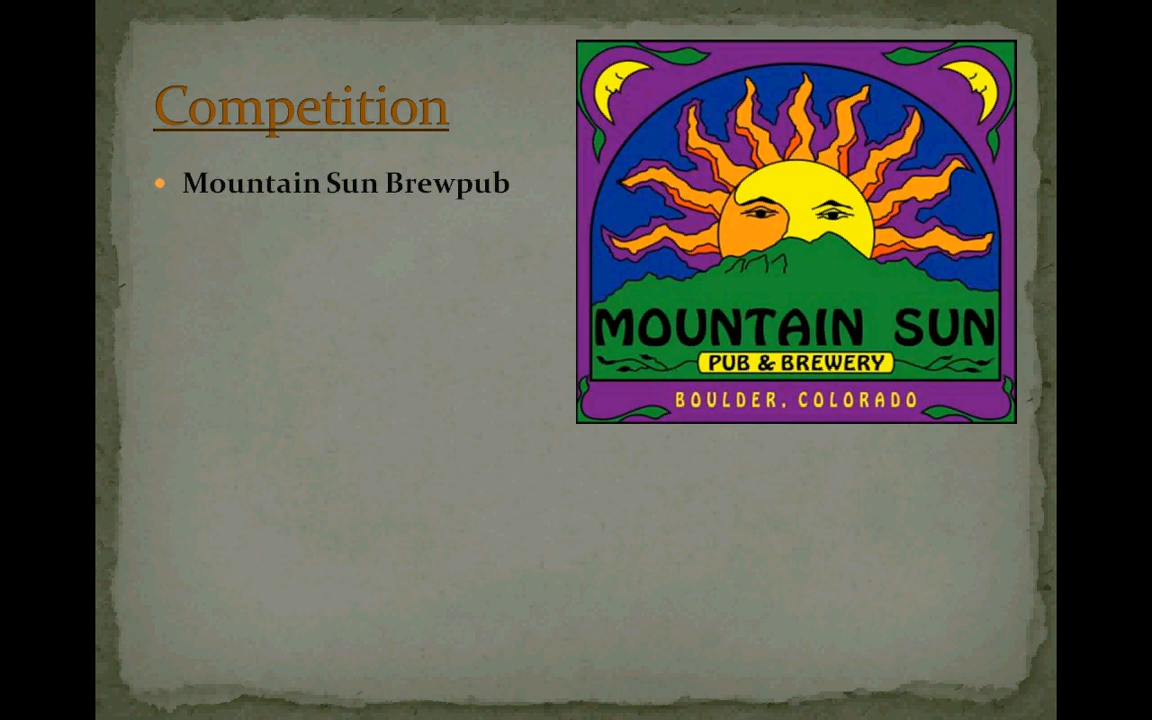 Competition
• Mountain Sun Brewpub
MOUNTAIN SUN
PUB & BREWERY
BOULDER, COLORADO